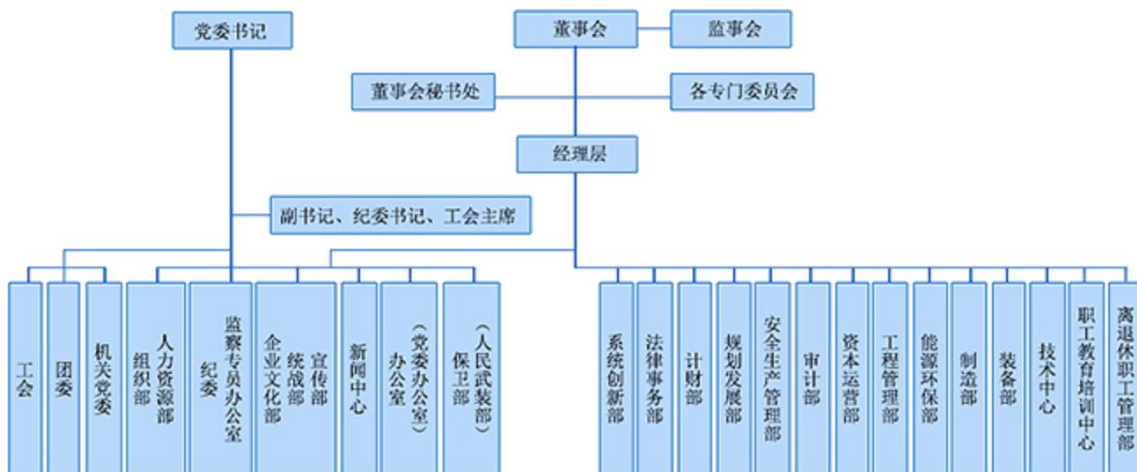 党委书记
董事会
监事会
董事会秘书处
各专门委员会
经理层
副书记、纪委书记、工会主席
工会
团委
机关党委
人力资源部
组织部
监察专员办公室
纪委
宣传部
统战部
企业文化部
新闻中心
(党委办公室)
办公室
(人民武装部)
保卫部
系统创新部
法律事务部
计财部
规划发展部
安全生产管理部
审计部
资本运营部
工程管理部
能源环保部
制造部
装备部
技术中心
职工教育培训中心
离退休职工管理部